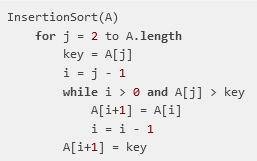 InsertionSort(A)
    for j = 2 to A.length
        key = A[j]
        i = j - 1
        while i > 0 and A[j] > key
            A[i+1] = A[i]
            i = i - 1
        A[i+1] = key